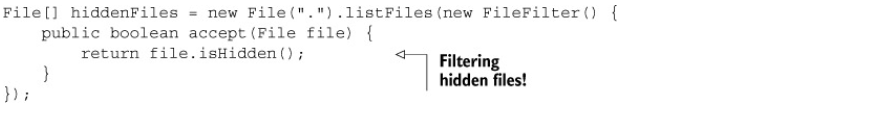 File[] hiddenFiles = new File(".").listFiles(new FileFilter() {
    public boolean accept(File file) {
        return file.isHidden();
    }
});
Filtering
hidden files!